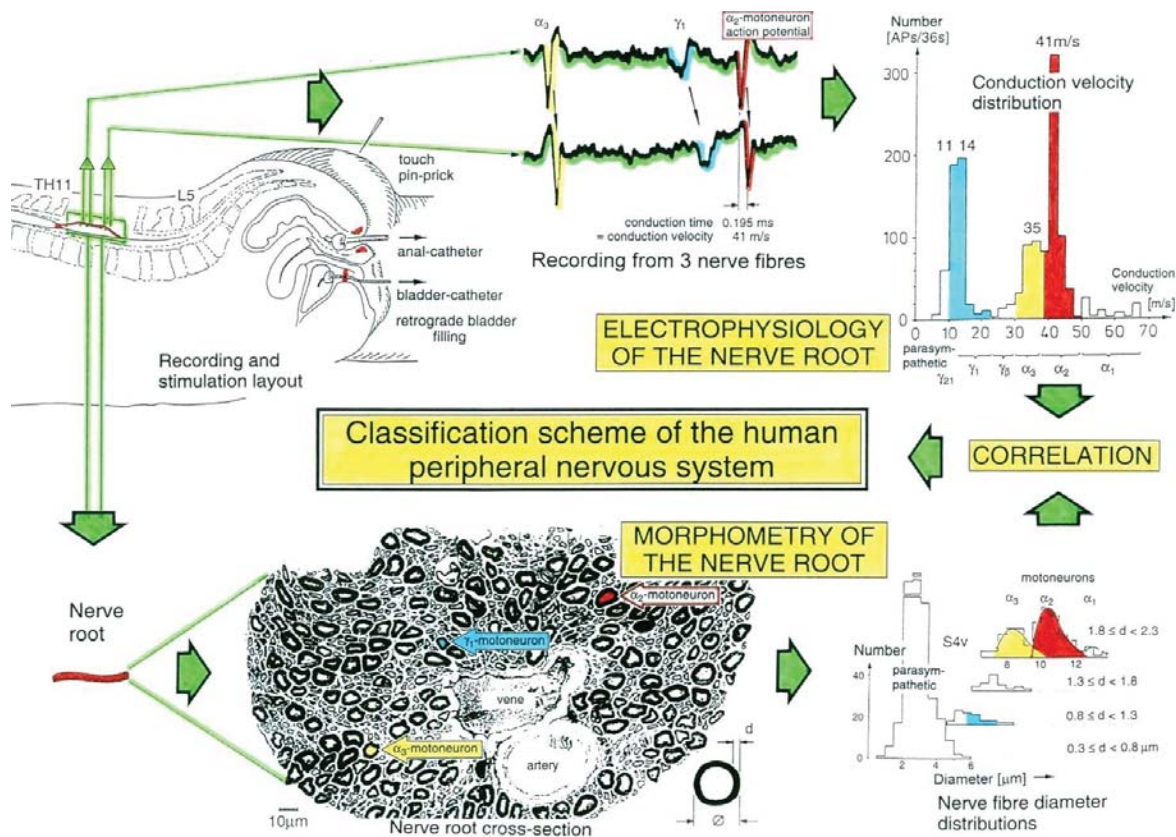 α₃
γ₁
α₂-motoneuron
action potential
touch
pin-prick
TH11
L5
anal-catheter
bladder-catheter
retrograde bladder
filling
Recording and
stimulation layout
conduction time
= conduction velocity
0.195 ms
41 m/s
Recording from 3 nerve fibres
Number
[APs/36s]
41m/s
300
Conduction velocity
distribution
11 14
200
35
100
Conduction
velocity
[m/s]
0
0 10 20 30 40 50 60 70
parasym-
pathetic
γ₂₁ γ₁ γᵦ α₃ α₂ α₁
ELECTROPHYSIOLOGY
OF THE NERVE ROOT
Classification scheme of the human
peripheral nervous system
CORRELATION
MORPHOMETRY OF
THE NERVE ROOT
Nerve
root
α₂-motoneuron
γ₁-motoneuron
vene
α₃-motoneuron
artery
d
Ø
10μm
Nerve root cross-section
motoneurons
α₃ α₂ α₁
S4v
1.8 ≤ d < 2.3
8 10 12
Number
40
parasym-
pathetic
1.3 ≤ d < 1.8
20
0.8 ≤ d < 1.3
0
0.3 ≤ d < 0.8 μm
2 4 6
Diameter [μm]
Nerve fibre diameter
distributions